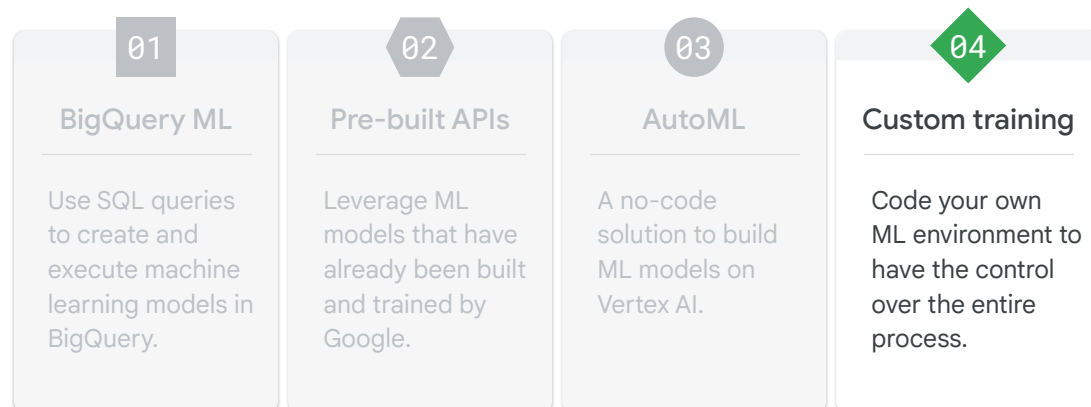 01
BigQuery ML
Use SQL queries
to create and
execute machine
learning models in
BigQuery.
02
Pre-built APIs
Leverage ML
models that have
already been built
and trained by
Google.
03
AutoML
A no-code
solution to build
ML models on
Vertex AI.
04
Custom training
Code your own
ML environment to
have the control
over the entire
process.